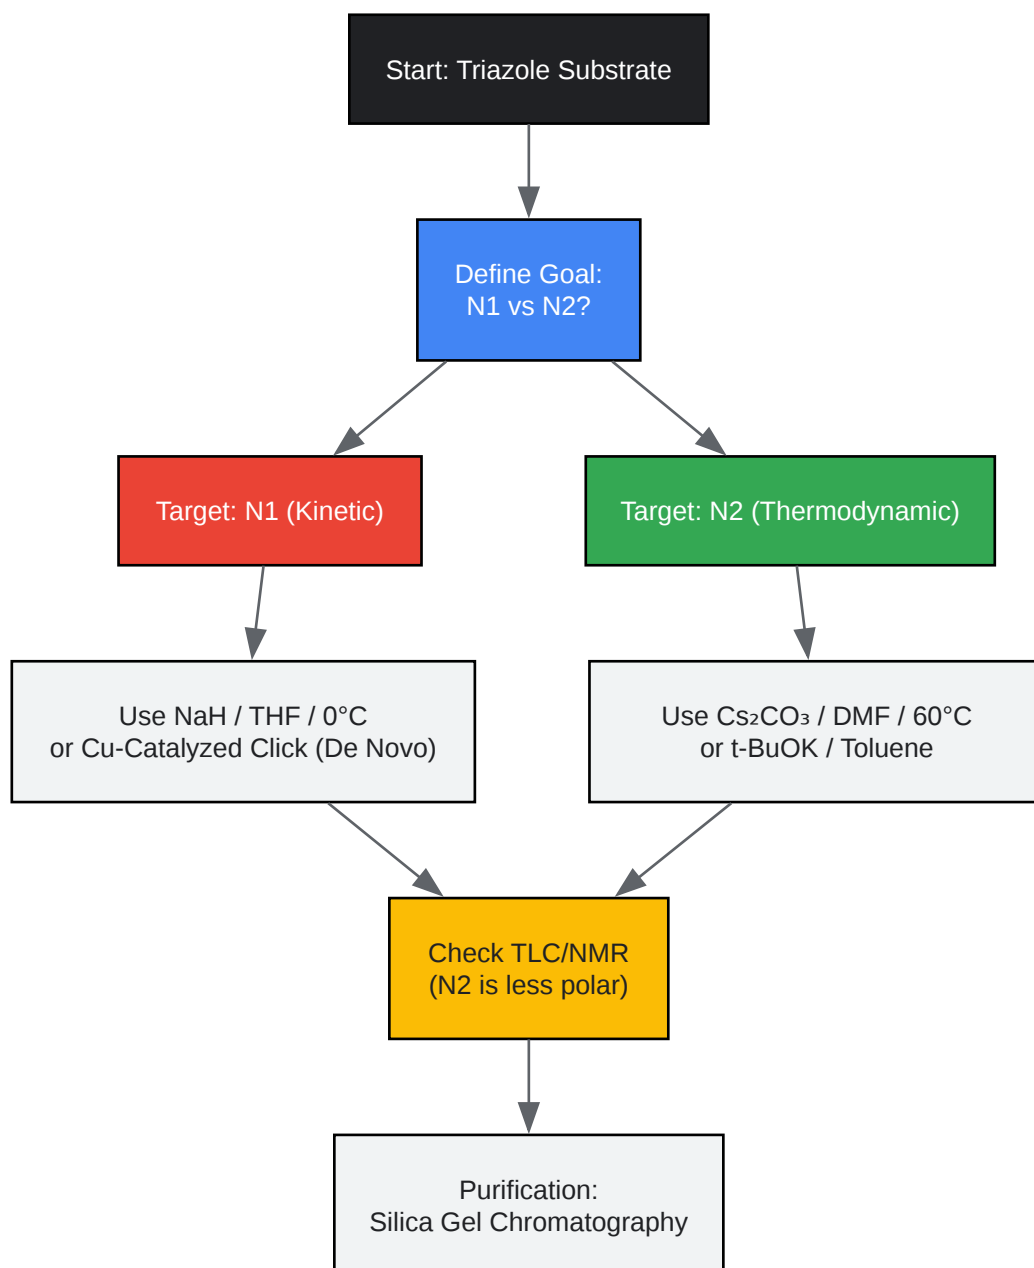 Start: Triazole Substrate
Define Goal:
N1 vs N2?
Target: N1 (Kinetic)
Target: N2 (Thermodynamic)
Use NaH / THF / 0°C
or Cu-Catalyzed Click (De Novo)
Use Cs₂CO₃ / DMF / 60°C
or t-BuOK / Toluene
Check TLC/NMR
(N2 is less polar)
Purification:
Silica Gel Chromatography